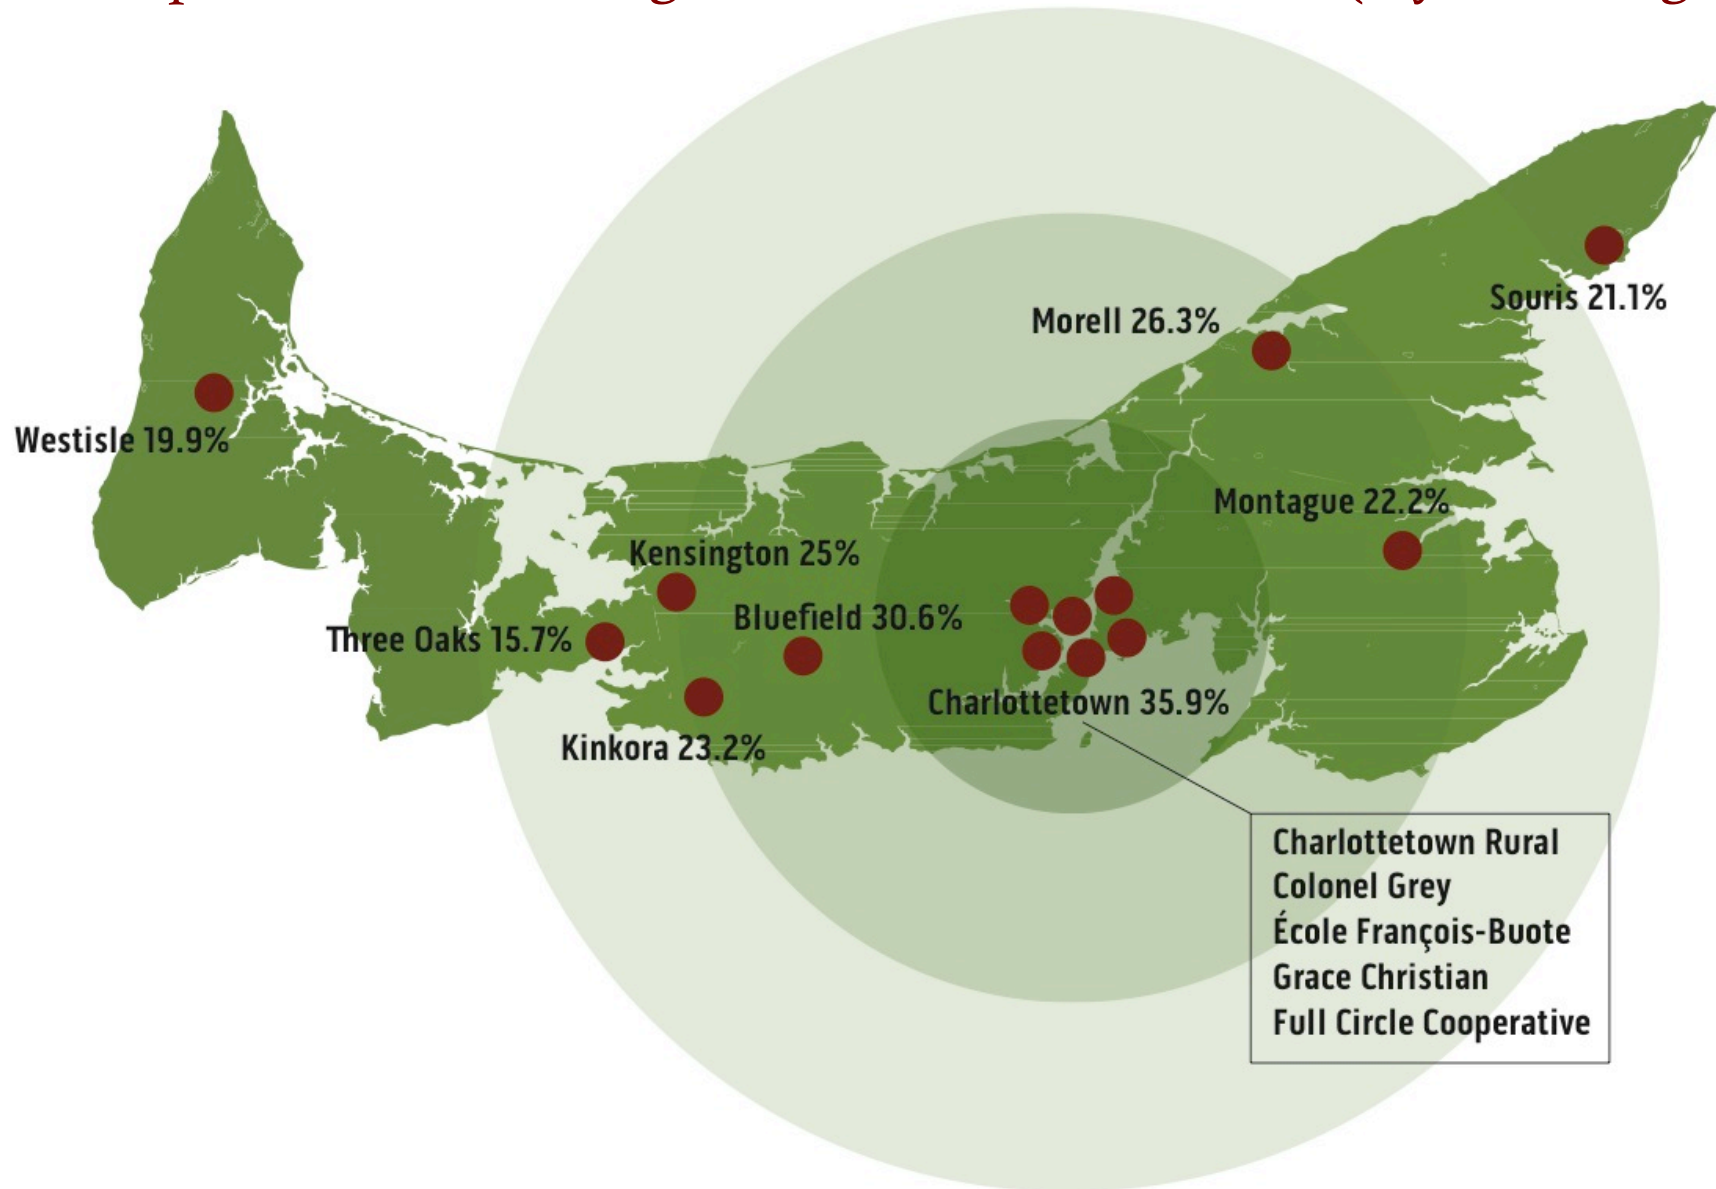 Souris 21.1%
Morell 26.3%
Westisle 19.9%
Montague 22.2%
Kensington 25%
Bluefield 30.6%
Three Oaks 15.7%
Charlottetown 35.9%
Kinkora 23.2%
Charlottetown Rural
Colonel Grey
École François-Buote
Grace Christian
Full Circle Cooperative